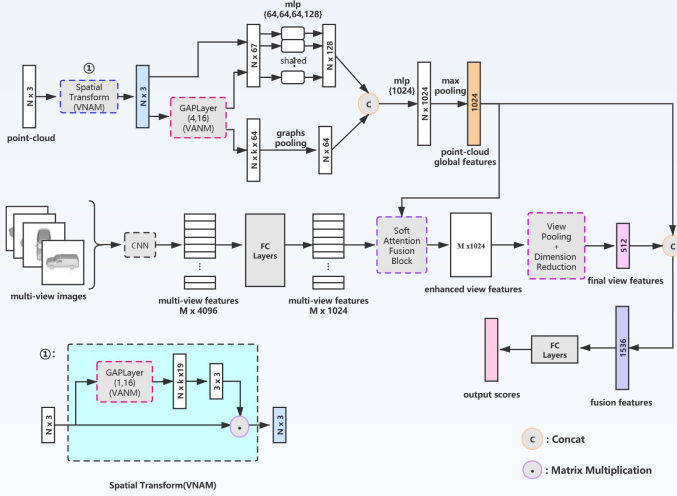 mlp
(64,64,64,128)
①
N x 3
point-cloud
Spatial
Transform
(VNAM)
N x 3
GAPLayer
(4,16)
(VANM)
N x 67
shared
N x 128
N x k x 64
graphs
pooling
N x 64
C
mlp
(1024)
N x 1024
max
pooling
1024
point-cloud
global features
multi-view images
CNN
multi-view features
M x 4096
FC
Layers
multi-view features
M x 1024
Soft
Attention
Fusion
Block
M x1024
enhanced view features
View
Pooling
+
Dimension
Reduction
512
final view features
C
①:
GAPLayer
(1,16)
(VANM)
N x k x19
3 x 3
N x 3
N x 3
Spatial Transform(VNAM)
output scores
FC
Layers
1536
fusion features
C : Concat
: Matrix Multiplication